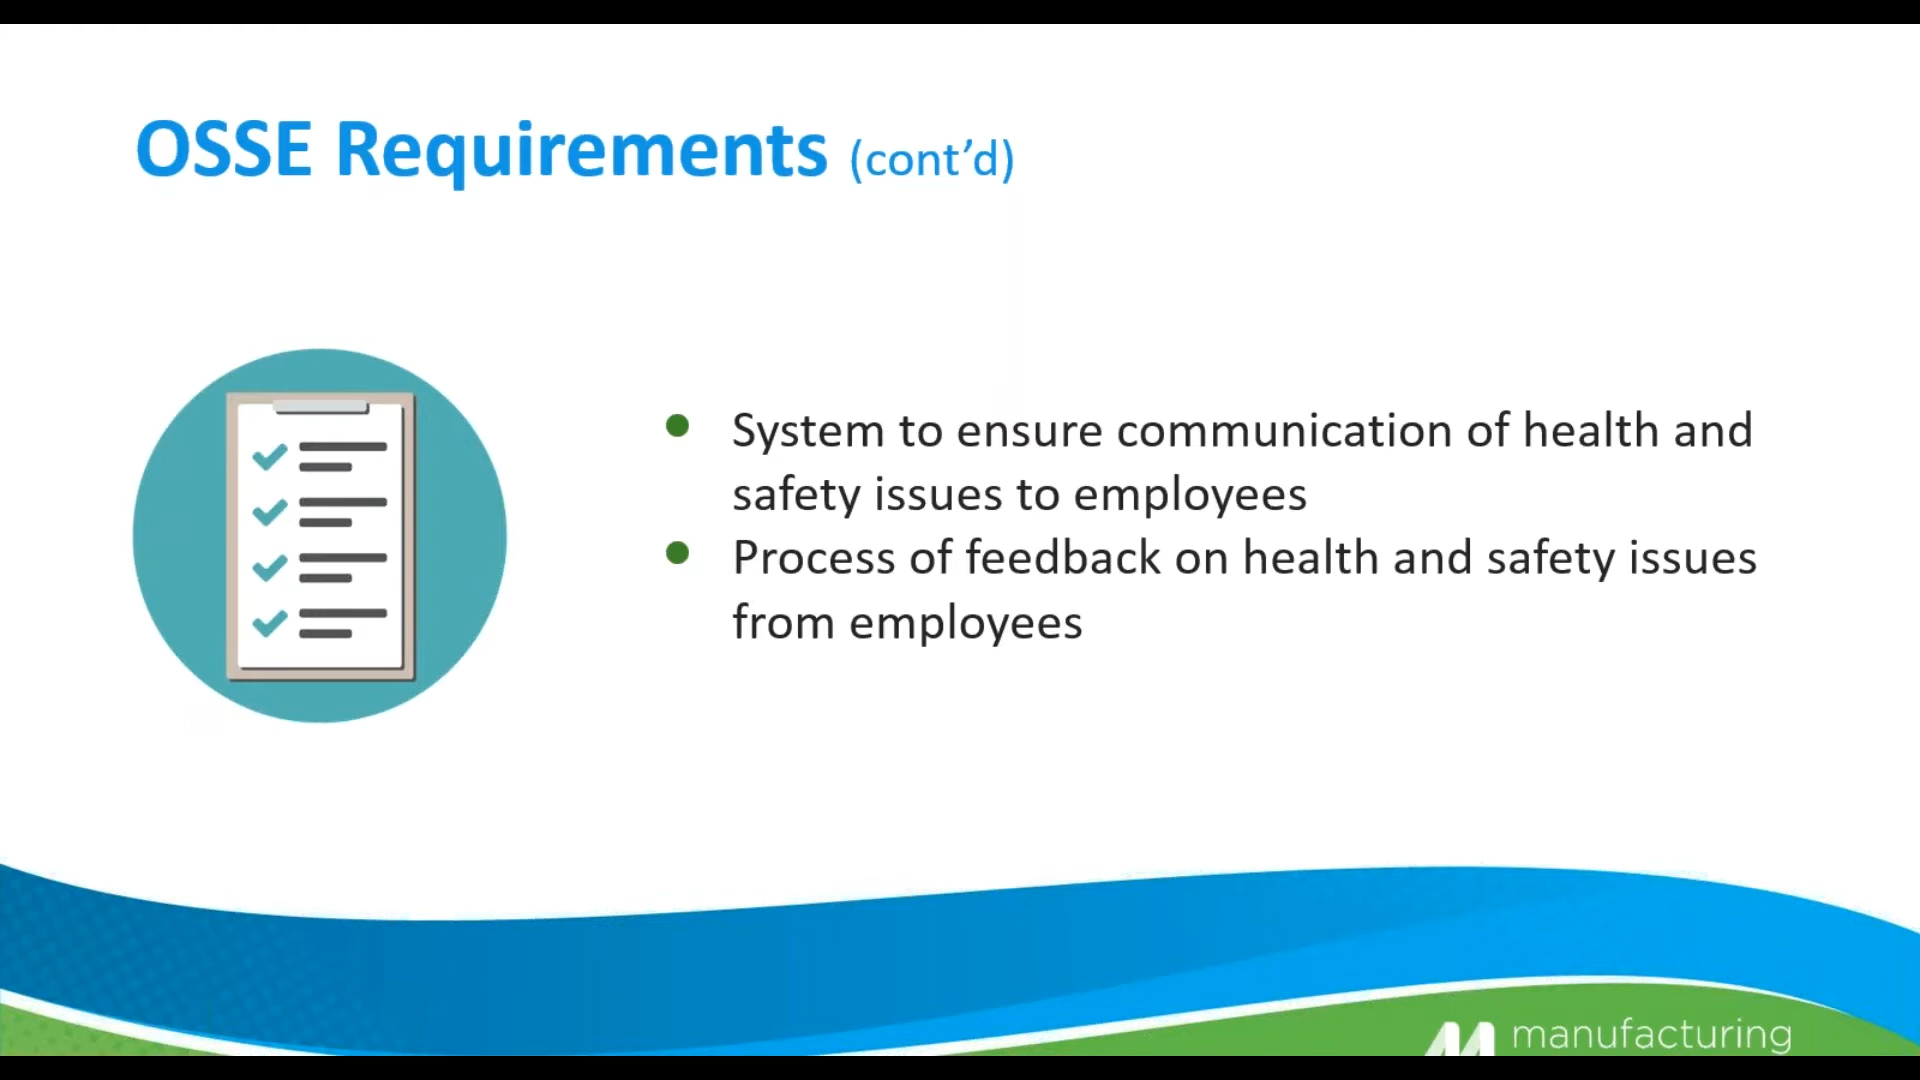 OSSE Requirements (cont’d)
● System to ensure communication of health and
safety issues to employees
● Process of feedback on health and safety issues
from employees
manufacturing